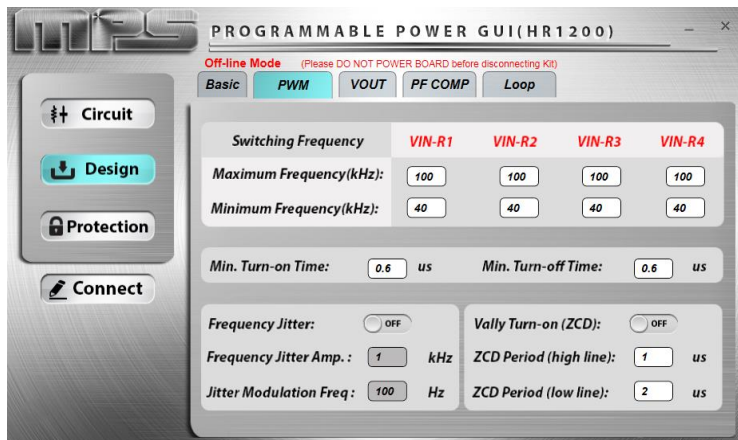 MPS
PROGRAMMABLE POWER GUI(HR1200)
Off-line Mode (Please DO NOT POWER BOARD before disconnecting Kit)
Basic PWM VOUT PF COMP Loop
Circuit
Design
Protection
Connect
Switching Frequency VIN-R1 VIN-R2 VIN-R3 VIN-R4
Maximum Frequency(kHz): 100 100 100 100
Minimum Frequency(kHz): 40 40 40 40
Min. Turn-on Time: 0.6 us Min. Turn-off Time: 0.6 us
Frequency Jitter: OFF
Frequency Jitter Amp. : 1 kHz
Jitter Modulation Freq : 100 Hz
Vally Turn-on (ZCD): OFF
ZCD Period (high line): 1 us
ZCD Period (low line): 2 us